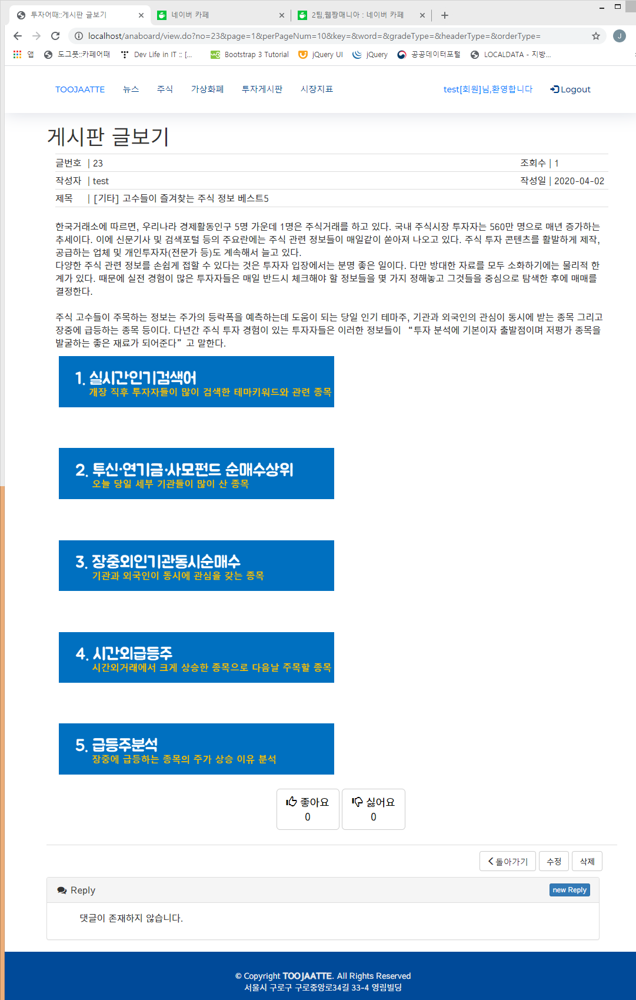 투자어때::게시판 글보기
네이버 카페
2팀,웹짱매니아 : 네이버 카페
localhost/anaboard/view.do?no=23&page=1&perPageNum=10&key=&word=&gradeType=&headerType=&orderType=
J
앱
도그풋::카페어때
Dev Life in IT :: [...
Bootstrap 3 Tutorial
jQuery UI
jQuery
공공데이터포털
LOCALDATA - 지방...
TOOJAATTE
뉴스
주식
가상화폐
투자게시판
시장지표
test[회원]님,환영합니다
Logout
게시판 글보기
글번호 | 23
조회수 | 1
작성자 | test
작성일 | 2020-04-02
제목 | [기타] 고수들이 즐겨찾는 주식 정보 베스트5
한국거래소에 따르면, 우리나라 경제활동인구 5명 가운데 1명은 주식거래를 하고 있다. 국내 주식시장 투자자는 560만 명으로 매년 증가하는
추세이다. 이에 신문기사 및 검색포털 등의 주요란에는 주식 관련 정보들이 매일같이 쏟아져 나오고 있다. 주식 투자 콘텐츠를 활발하게 제작,
공급하는 업체 및 개인투자자(전문가 등)도 계속해서 늘고 있다.
다양한 주식 관련 정보를 손쉽게 접할 수 있다는 것은 투자자 입장에서는 분명 좋은 일이다. 다만 방대한 자료를 모두 소화하기에는 물리적 한
계가 있다. 때문에 실전 경험이 많은 투자자들은 매일 반드시 체크해야 할 정보들을 몇 가지 정해놓고 그것들을 중심으로 탐색한 후에 매매를
결정한다.
주식 고수들이 주목하는 정보는 주가의 등락폭을 예측하는데 도움이 되는 당일 인기 테마주, 기관과 외국인의 관심이 동시에 받는 종목 그리고
장중에 급등하는 종목 등이다. 다년간 주식 투자 경험이 있는 투자자들은 이러한 정보들이 “투자 분석에 기본이자 출발점이며 저평가 종목을
발굴하는 좋은 재료가 되어준다”고 말한다.
1. 실시간인기검색어
개장 직후 투자자들이 많이 검색한 테마키워드와 관련 종목
2. 투신·연기금·사모펀드 순매수상위
오늘 당일 세부 기관들이 많이 산 종목
3. 장중외인기관동시순매수
기관과 외국인이 동시에 관심을 갖는 종목
4. 시간외급등주
시간외거래에서 크게 상승한 종목으로 다음날 주목할 종목
5. 급등주분석
장중에 급등하는 종목의 주가 상승 이유 분석
좋아요
0
싫어요
0
돌아가기
수정
삭제
Reply
new Reply
댓글이 존재하지 않습니다.
© Copyright TOOJAATTE. All Rights Reserved
서울시 구로구 구로중앙로34길 33-4 영림빌딩